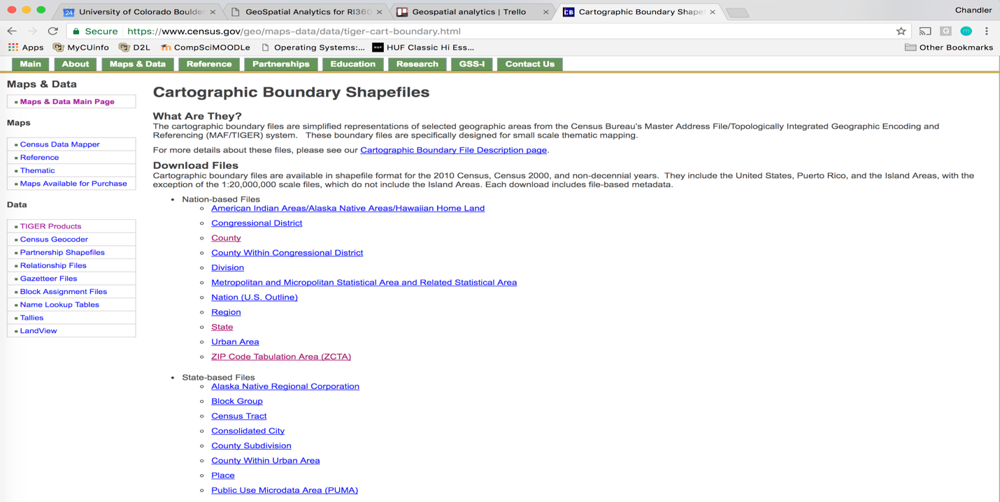 24 University of Colorado Boulder
GeoSpatial Analytics for RI360
Geospatial analytics | Trello
CB Cartographic Boundary Shapef
Chandler
Secure https://www.census.gov/geo/maps-data/data/tiger-cart-boundary.html
G m
Apps MyCUinfo D2L CompSciMOODLe Operating Systems:... HUF HUF Classic Hi Ess... Other Bookmarks
Main About Maps & Data Reference Partnerships Education Research GSS-I Contact Us
Maps & Data
Maps & Data Main Page
Maps
Census Data Mapper
Reference
Thematic
Maps Available for Purchase
Data
TIGER Products
Census Geocoder
Partnership Shapefiles
Relationship Files
Gazetteer Files
Block Assignment Files
Name Lookup Tables
Tallies
LandView
Cartographic Boundary Shapefiles
What Are They?
The cartographic boundary files are simplified representations of selected geographic areas from the Census Bureau's Master Address File/Topologically Integrated Geographic Encoding and
Referencing (MAF/TIGER) system. These boundary files are specifically designed for small scale thematic mapping.
For more details about these files, please see our Cartographic Boundary File Description page.
Download Files
Cartographic boundary files are available in shapefile format for the 2010 Census, Census 2000, and non-decennial years. They include the United States, Puerto Rico, and the Island Areas, with the
exception of the 1:20,000,000 scale files, which do not include the Island Areas. Each download includes file-based metadata.
Nation-based Files
American Indian Areas/Alaska Native Areas/Hawaiian Home Land
Congressional District
County
County Within Congressional District
Division
Metropolitan and Micropolitan Statistical Area and Related Statistical Area
Nation (U.S. Outline)
Region
State
Urban Area
ZIP Code Tabulation Area (ZCTA)
State-based Files
Alaska Native Regional Corporation
Block Group
Census Tract
Consolidated City
County Subdivision
County Within Urban Area
Place
Public Use Microdata Area (PUMA)